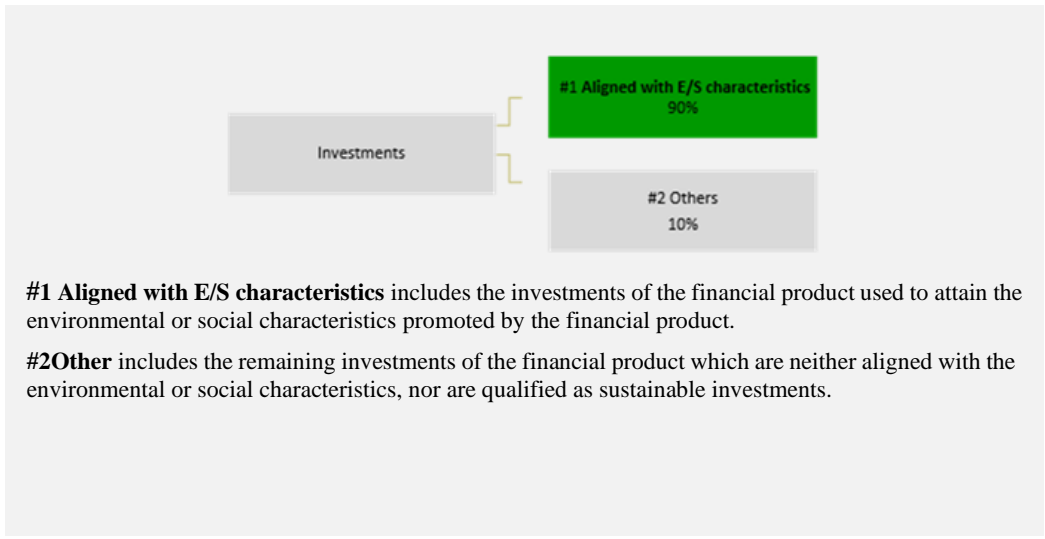 #1 Aligned with E/S characteristics
90%
Investments
#2 Others
10%
#1 Aligned with E/S characteristics includes the investments of the financial product used to attain the
environmental or social characteristics promoted by the financial product.
#2Other includes the remaining investments of the financial product which are neither aligned with the
environmental or social characteristics, nor are qualified as sustainable investments.